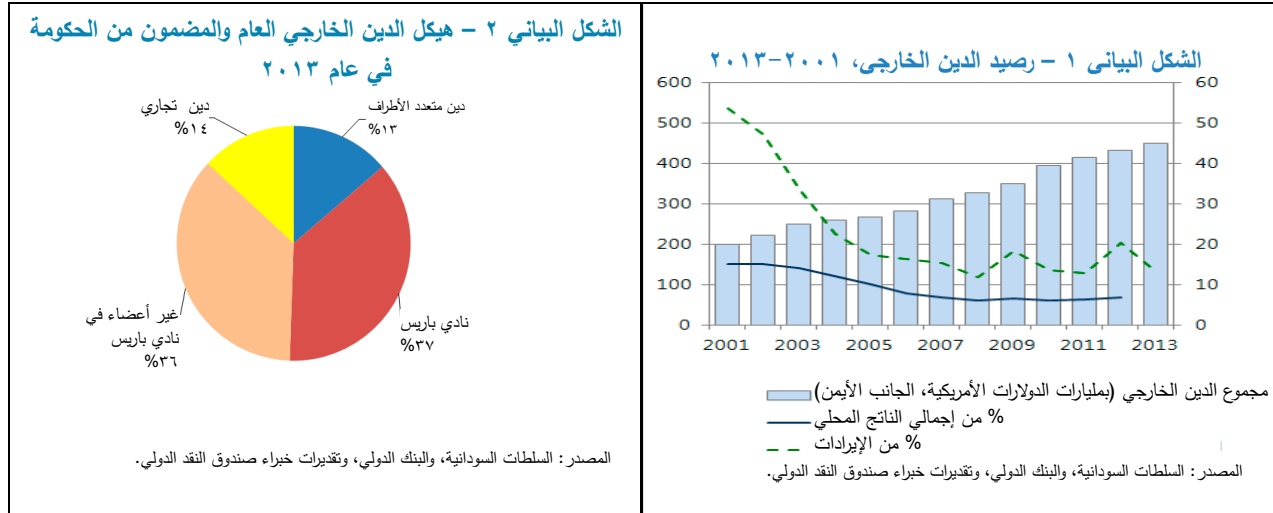 الشكل البياني ١ – رصيد الدين الخارجي، ٢٠٠١-٢٠١٣
600
500
400
300
200
100
0
60
50
40
30
20
10
0
2001 2003 2005 2007 2009 2011 2013
مجموع الدين الخارجي (بمليارات الدولارات الأمريكية، الجانب الأيمن)
% من إجمالي الناتج المحلي
% من الإيرادات
المصدر: السلطات السودانية، والبنك الدولي، وتقديرات خبراء صندوق النقد الدولي.
الشكل البياني ٢ – هيكل الدين الخارجي العام والمضمون من الحكومة
في عام ٢٠١٣
دين متعدد الأطراف
%١٣
دين تجاري
%١٤
نادي باريس
%٣٧
غير أعضاء في
نادي باريس
%٣٦
المصدر: السلطات السودانية، والبنك الدولي، وتقديرات خبراء صندوق النقد الدولي.